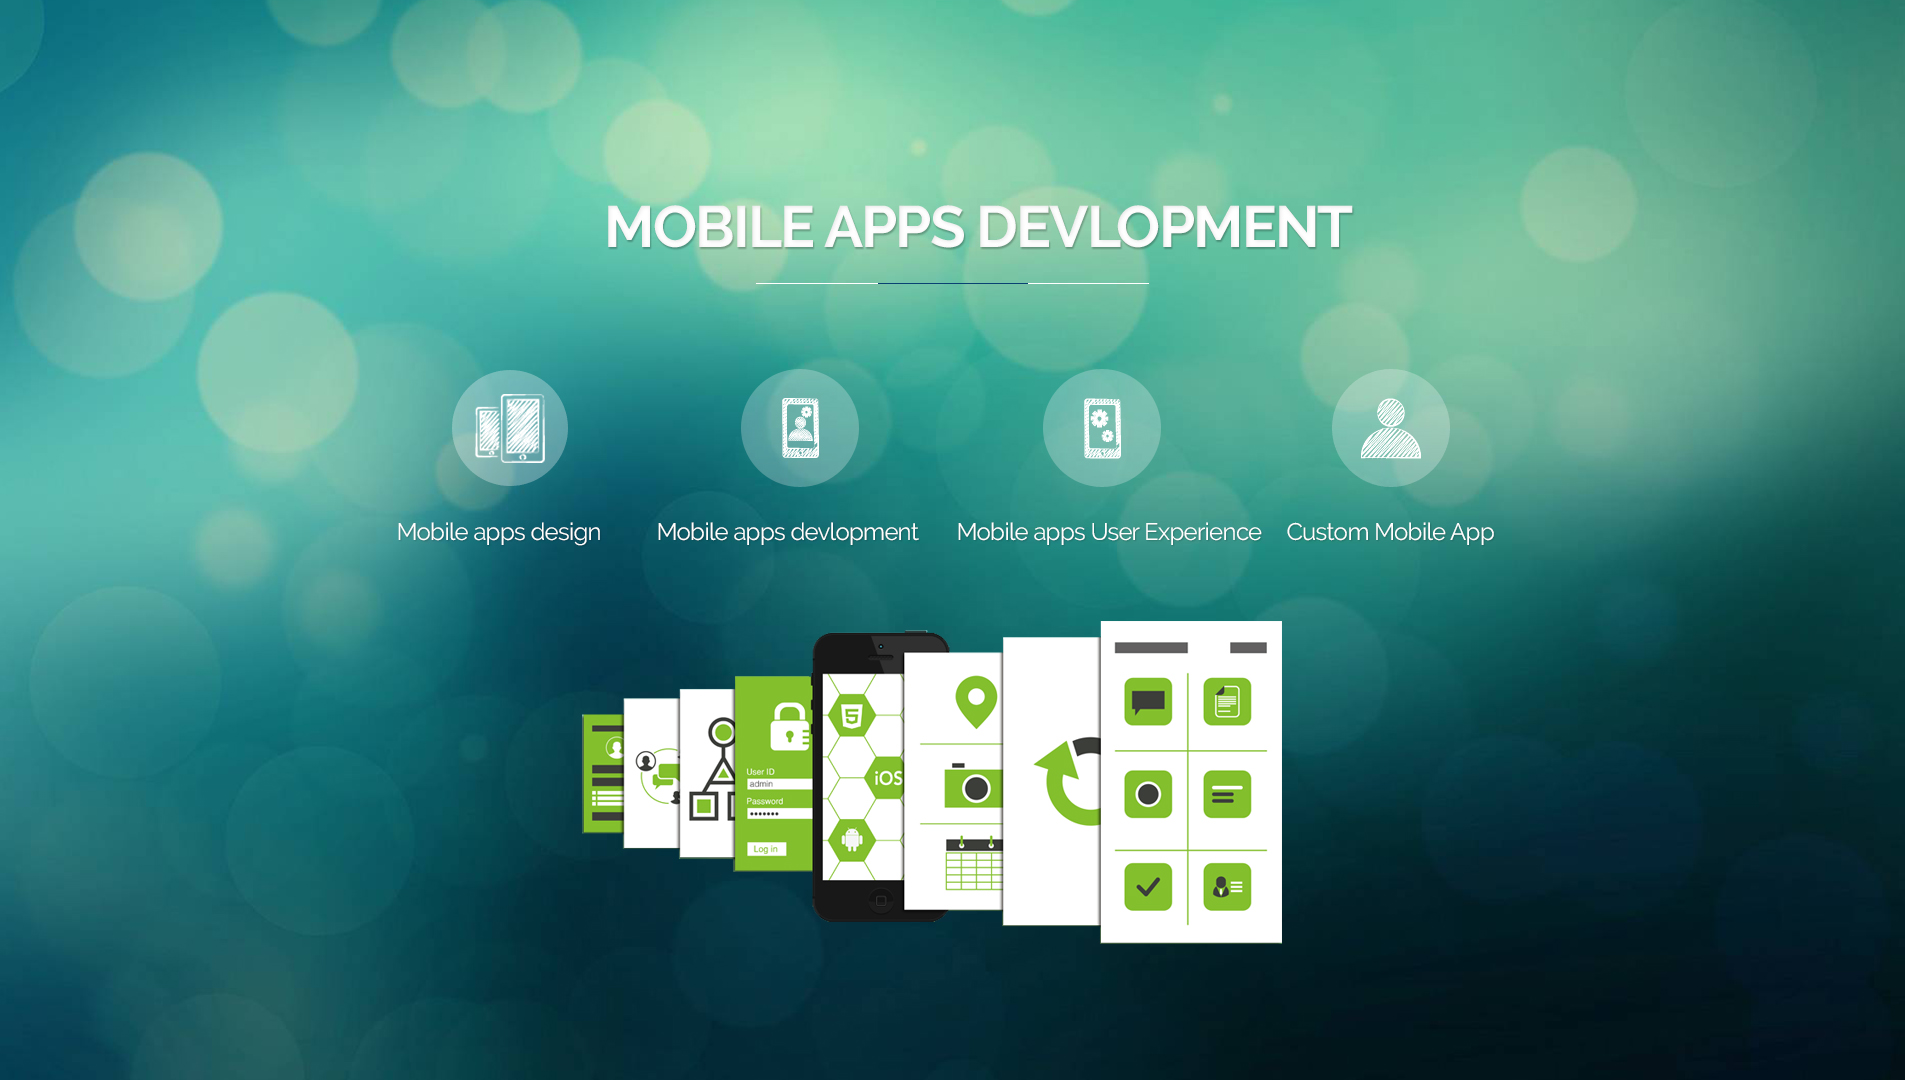 MOBILE APPS DEVLOPMENT
Mobile apps design
Mobile apps devlopment
Mobile apps User Experience
Custom Mobile App
User ID
admin
Password
Log in
5
iOS